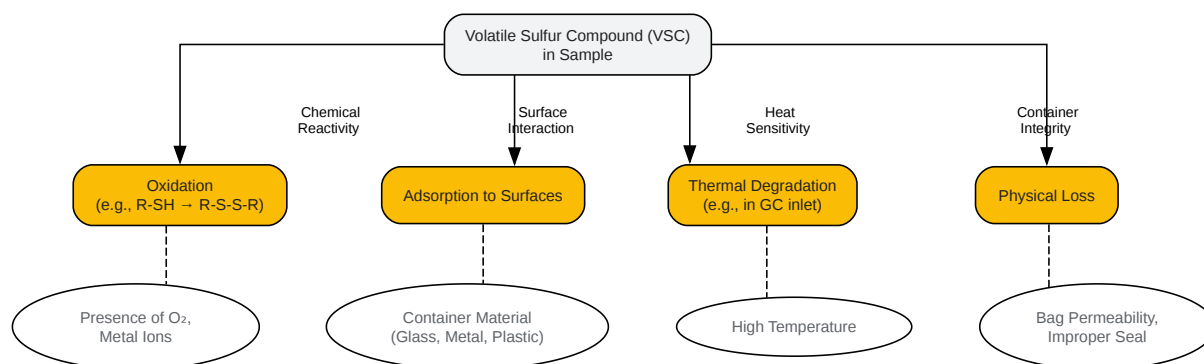 Volatile Sulfur Compound (VSC)
in Sample
Chemical
Reactivity
Surface
Interaction
Heat
Sensitivity
Container
Integrity
Oxidation
(e.g., R-SH → R-S-S-R)
Adsorption to Surfaces
Thermal Degradation
(e.g., in GC inlet)
Physical Loss
Presence of O₂,
Metal Ions
Container Material
(Glass, Metal, Plastic)
High Temperature
Bag Permeability,
Improper Seal